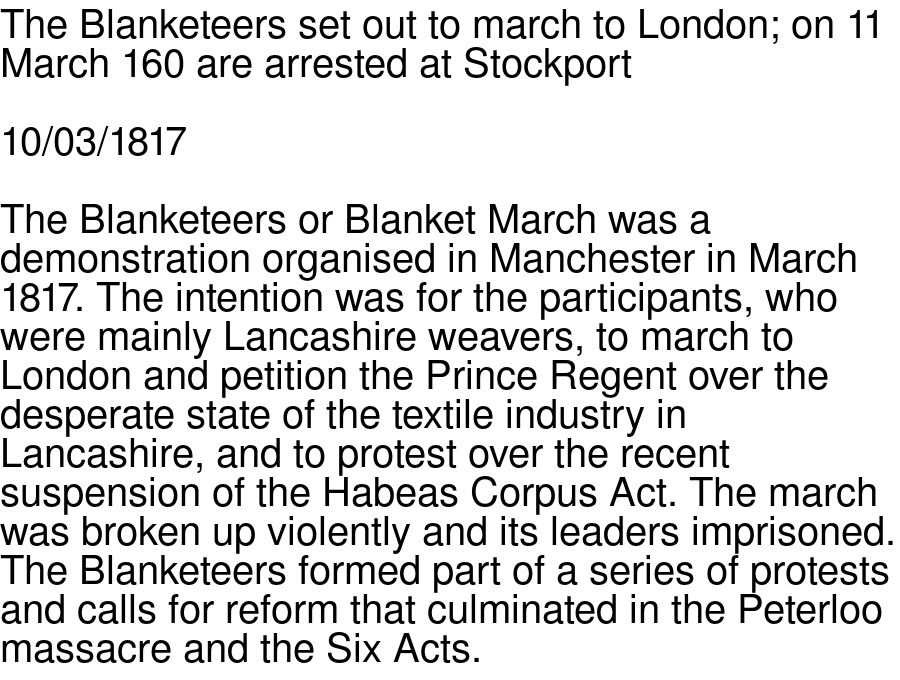 The Blanketeers set out to march to London; on 11
March 160 are arrested at Stockport
10/03/1817
The Blanketeers or Blanket March was a
demonstration organised in Manchester in March
1817. The intention was for the participants, who
were mainly Lancashire weavers, to march to
London and petition the Prince Regent over the
desperate state of the textile industry in
Lancashire, and to protest over the recent
suspension of the Habeas Corpus Act. The march
was broken up violently and its leaders imprisoned.
The Blanketeers formed part of a series of protests
and calls for reform that culminated in the Peterloo
massacre and the Six Acts.